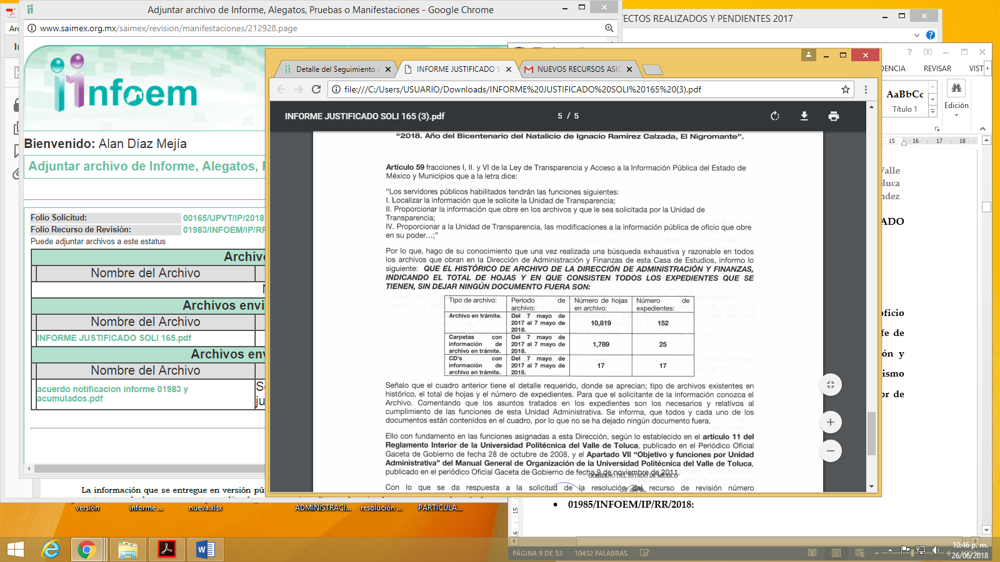 Adjuntar archivo de Informe, Alegatos, Pruebas o Manifestaciones - Google Chrome
www.saimex.org.mx/saimex/revision/manifestaciones/212928.page
infoem
Bienvenido: Alan Díaz Mejía
Adjuntar archivo de Informe, Alegatos,
Folio Solicitud: 00165/UPVT/IP/2018
Folio Recurso de Revisión: 01983/INFOEM/IP/RR
Puede adjuntar archivos a este estatus
Archiv
Nombre del Archivo
Archivos envi
Nombre del Archivo
INFORME JUSTIFICADO SOLI 165.pdf
Archivos env
Nombre del Archivo
acuerdo notificacion informe 01983 y
acumulados.pdf
La información que se entregue en versión púb
YECTOS REALIZADOS Y PENDIENTES 2017
DENCIA REVISAR VIST
AaBbCc
Título 1
Edición
15 16 17 18
Valle
oluca
ndez
ADO
oficio
fe de
ón y
ismo
or de
Detalle del Seguimiento
INFORME JUSTIFICADO S
NUEVOS RECURSOS ASIG
file:///C:/Users/USUARIO/Downloads/INFORME%20JUSTIFICADO%20SOLI%20165%20(3).pdf
INFORME JUSTIFICADO SOLI 165 (3).pdf 5 / 5
“2018. Año del Bicentenario del Natalicio de Ignacio Ramírez Calzada, El Nigromante”.
Artículo 59 fracciones I, II. y VI de la Ley de Transparencia y Acceso a la Información Pública del Estado de
México y Municipios que a la letra dice:
“Los servidores públicos habilitados tendrán las funciones siguientes:
I. Localizar la información que le solicite la Unidad de Transparencia;
II. Proporcionar la información que obre en los archivos y que le sea solicitada por la Unidad de
Transparencia;
IV. Proporcionar a la Unidad de Transparencia, las modificaciones a la información pública de oficio que obre
en su poder...;”
Por lo que, hago de su conocimiento que una vez realizada una búsqueda exhaustiva y razonable en todos
los archivos que obran en la Dirección de Administración y Finanzas de esta Casa de Estudios, informo lo
siguiente: QUE EL HISTÓRICO DE ARCHIVO DE LA DIRECCIÓN DE ADMINISTRACIÓN Y FINANZAS,
INDICANDO EL TOTAL DE HOJAS Y EN QUE CONSISTEN TODOS LOS EXPEDIENTES QUE SE
TIENEN, SIN DEJAR NINGÚN DOCUMENTO FUERA SON:
Tipo de archivo: Periodo de archivo: Número de hojas en archivo: Número de expedientes:
Archivo en trámite. Del 7 mayo de 2017 al 7 mayo de 2018. 10,819 152
Carpetas con información de archivo en trámite. Del 7 mayo de 2017 al 7 mayo de 2018. 1,789 25
CD's con información de archivo en trámite. Del 7 mayo de 2017 al 7 mayo de 2018. 17 17
Señalo que el cuadro anterior tiene el detalle requerido, donde se aprecian; tipo de archivos existentes en
histórico, el total de hojas y el número de expedientes. Para que el solicitante de la información conozca el
Archivo. Comentando que los asuntos tratados en los expedientes son los necesarios y relativos al
cumplimiento de las funciones de esta Unidad Administrativa. Se informa, que todos y cada uno de los
documentos están contenidos en el cuadro, por lo que no se ha dejado ningún documento fuera.
Ello con fundamento en las funciones asignadas a esta Dirección, según lo establecido en el artículo 11 del
Reglamento Interior de la Universidad Politécnica del Valle de Toluca, publicado en el Periódico Oficial
Gaceta de Gobierno de fecha 28 de octubre de 2008, y el Apartado VII “Objetivo y funciones por Unidad
Administrativa” del Manual General de Organización de la Universidad Politécnica del Valle de Toluca,
publicado en el periódico Oficial Gaceta de Gobierno de fecha 9 de noviembre de 2011.
GOBIERNO DEL ESTADO DE MÉXICO
Con lo que se da respuesta a la solicitud de la resolución del recurso de revisión número
• 01985/INFOEM/IP/RR/2018:
versión
informe ...
nueva.xlsx
ADMINISTRACI...
resolución ...
PARTICULA...
PÁGINA 9 DE 53 10432 PALABRAS
10:46 p. m.
26/06/2018